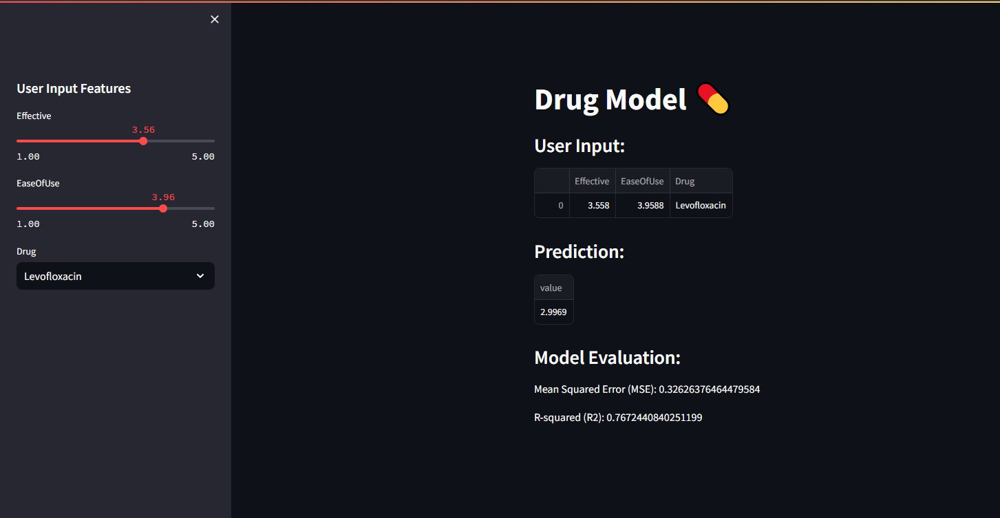 User Input Features
Effective
3.56
1.00 5.00
EaseOfUse
3.96
1.00 5.00
Drug
Levofloxacin
Drug Model
User Input:
Effective EaseOfUse Drug
0 3.558 3.9588 Levofloxacin
Prediction:
value
2.9969
Model Evaluation:
Mean Squared Error (MSE): 0.32626376464479584
R-squared (R2): 0.7672440840251199